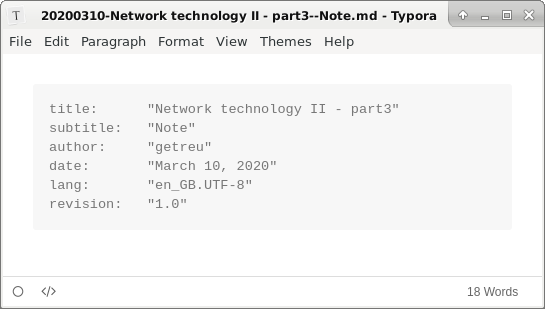 T 20200310-Network technology II - part3--Note.md - Typora
File Edit Paragraph Format View Themes Help
title: "Network technology II - part3"
subtitle: "Note"
author: "getreu"
date: "March 10, 2020"
lang: "en_GB.UTF-8"
revision: "1.0"
</> 18 Words